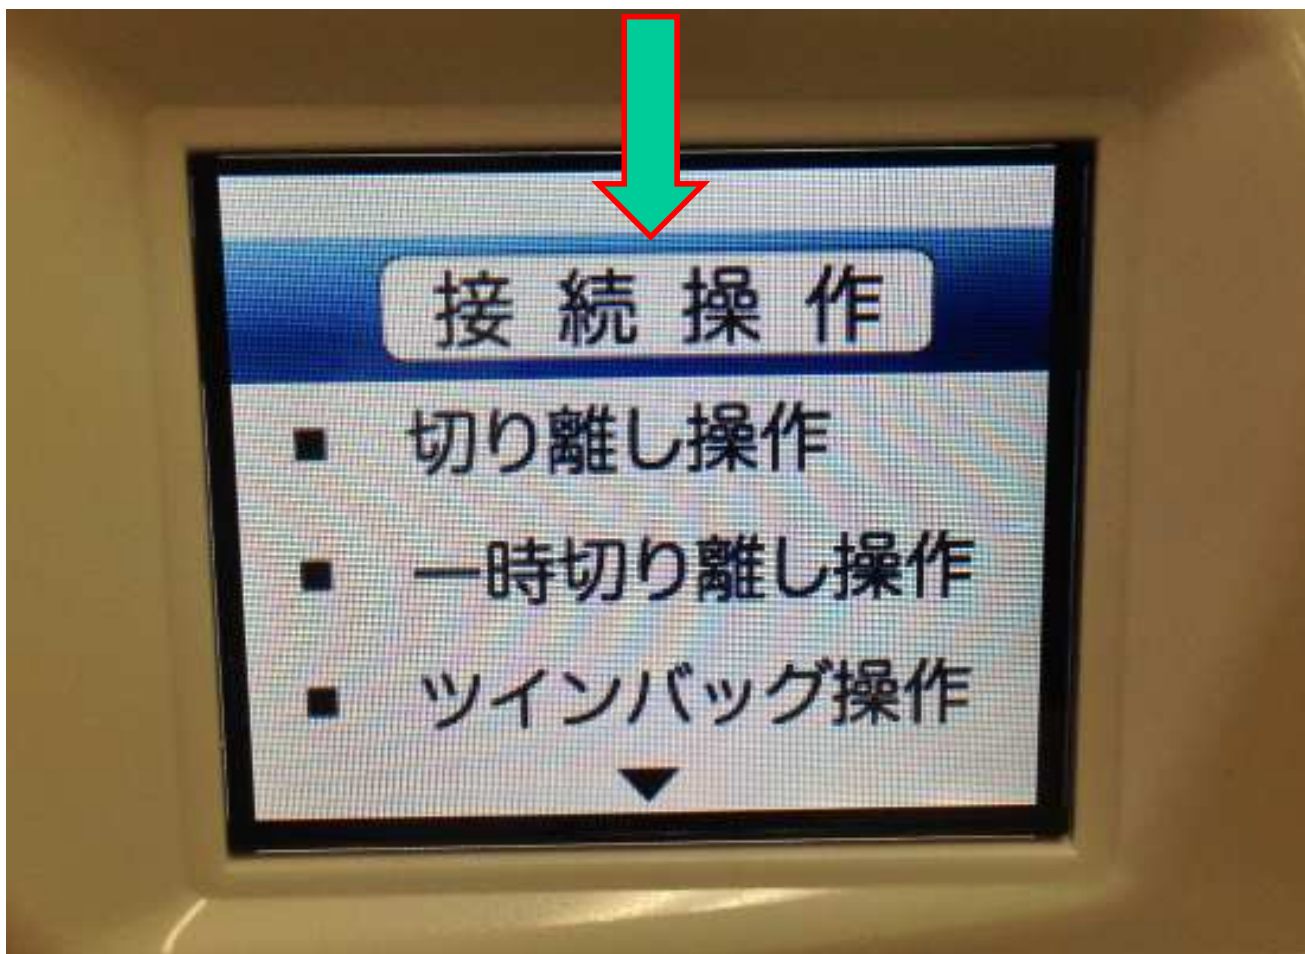 接続操作
■ 切り離し操作
■ 一時切り離し操作
■ ツインバッグ操作
▼